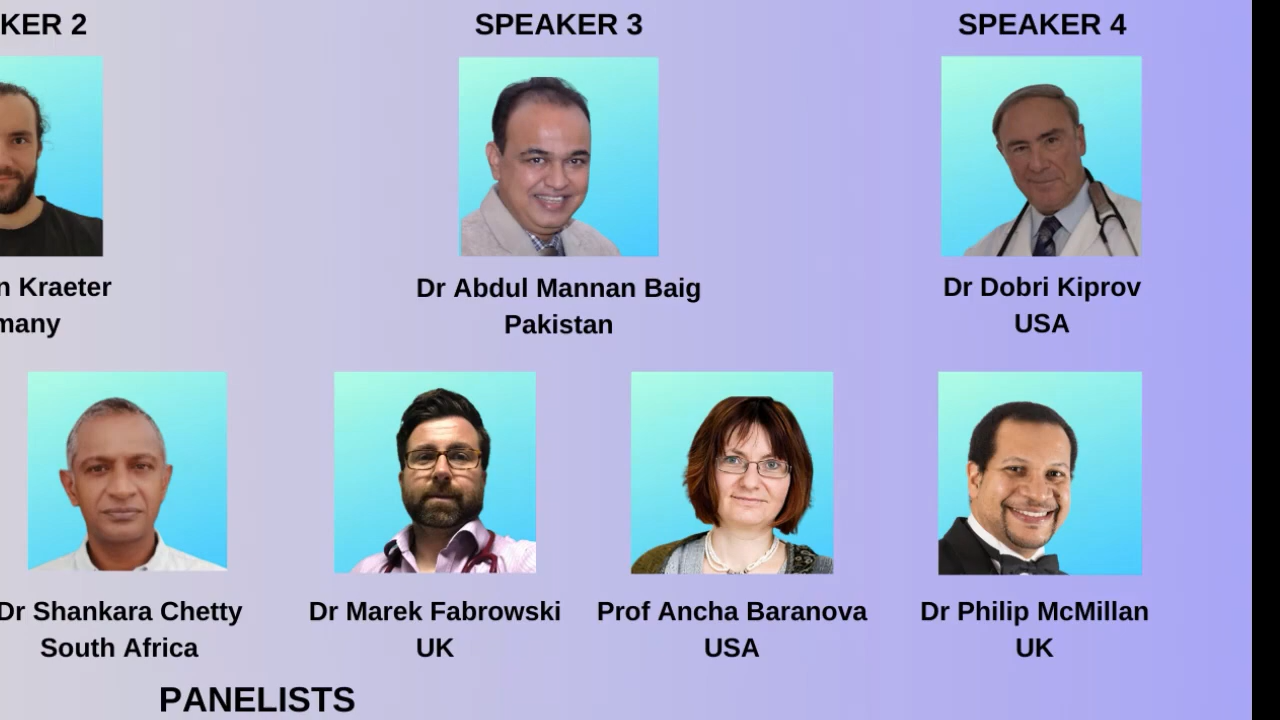 KER 2
SPEAKER 3
SPEAKER 4
n Kraeter
many
Dr Abdul Mannan Baig
Pakistan
Dr Dobri Kiprov
USA
Dr Shankara Chetty
South Africa
Dr Marek Fabrowski
UK
Prof Ancha Baranova
USA
Dr Philip McMillan
UK
PANELISTS